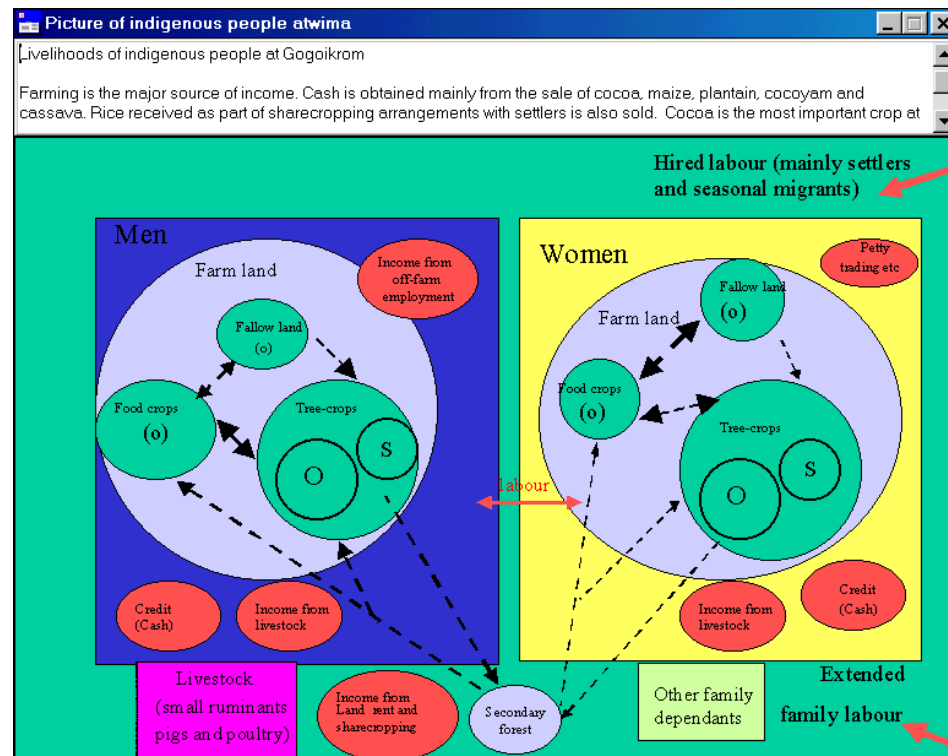 Picture of indigenous people atwima
Livelihoods of indigenous people at Gogoikrom
Farming is the major source of income. Cash is obtained mainly from the sale of cocoa, maize, plantain, cocoyam and
cassava. Rice received as part of sharecropping arrangements with settlers is also sold. Cocoa is the most important crop at
Hired labour (mainly settlers
and seasonal migrants)
Men
Farm land
Income from
off-farm
employment
Fallow land
(o)
Food crops
(o)
Tree-crops
O
S
Credit
(Cash)
Income from
livestock
labour
Women
Petty
trading etc
Farm land
Fallow land
(o)
Food crops
(o)
Tree-crops
O
S
Income from
livestock
Credit
(Cash)
Livestock
(small ruminants
pigs and poultry)
Income from
Land rent and
sharecropping
Secondary
forest
Other family
dependants
Extended
family labour